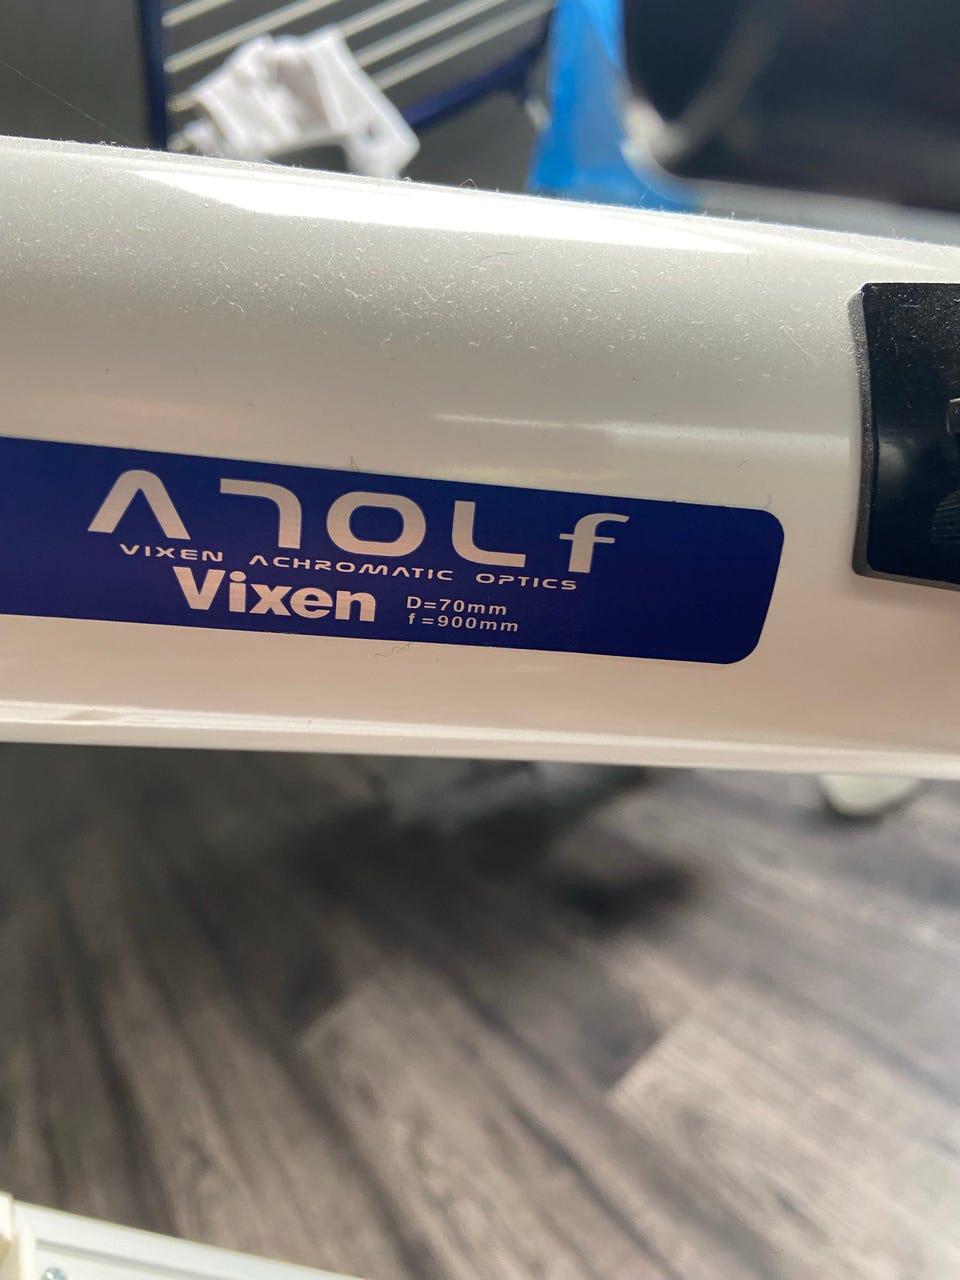 A70Lf
VIXEN ACHROMATIC OPTICS
Vixen
D=70mm
f=900mm